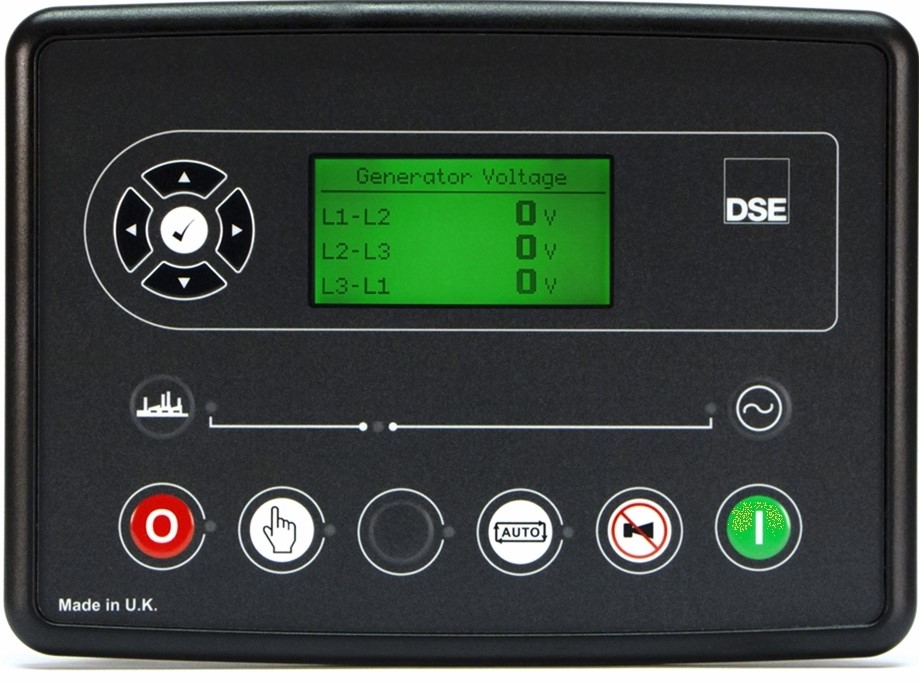 Generator Voltage
L1-L2 0 V
L2-L3 0 V
L3-L1 0 V
DSE
O
AUTO
I
Made in U.K.